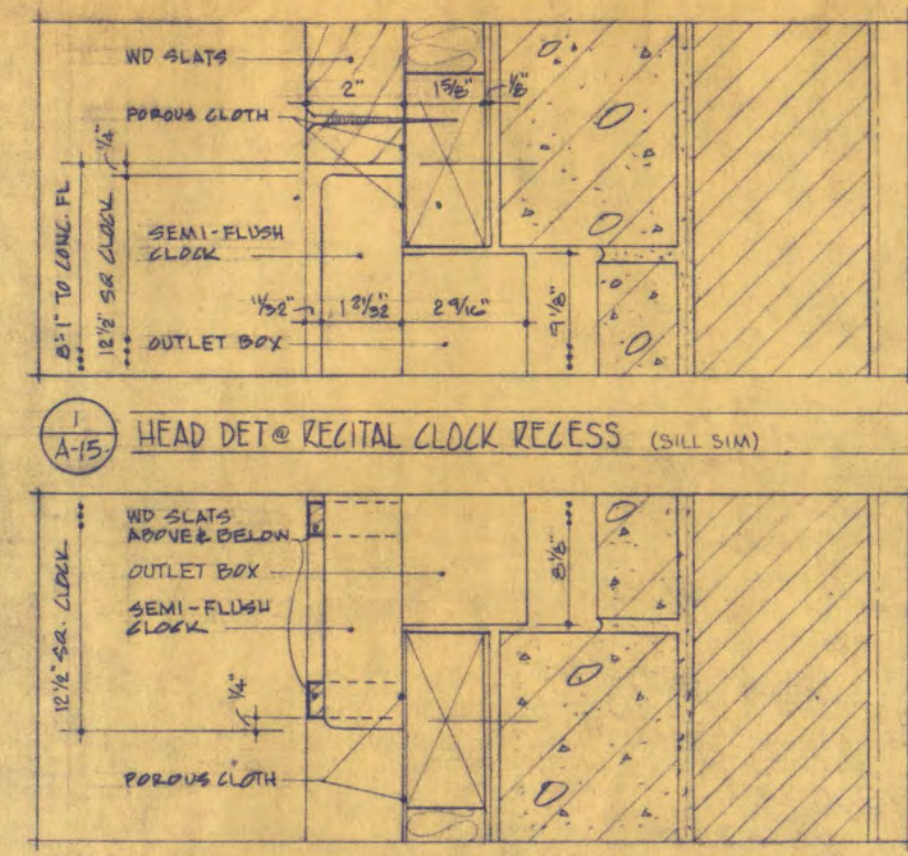 WD SLATS
2"
1 5/8"
1/8"
POROUS CLOTH
1/4"
8'-1" TO CONC. FL
12 1/2" SQ CLOCK
SEMI-FLUSH
CLOCK
11/32"
1 21/32"
2 9/16"
9 1/8"
OUTLET BOX
1
A-15
HEAD DET @ RECITAL CLOCK RECESS (SILL SIM)
WD SLATS
ABOVE & BELOW
OUTLET BOX
8 1/8"
SEMI-FLUSH
CLOCK
12 1/2" SQ. CLOCK
1/4"
POROUS CLOTH